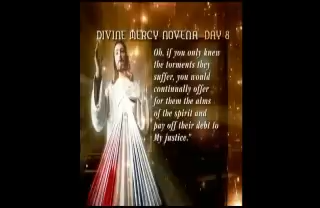 DIVINE MERCY NOVENA DAY 8
Oh, if you only knew
the torments they
suffer, you would
continually offer
for them the alms
of the spirit and
pay off their debt to
My justice."